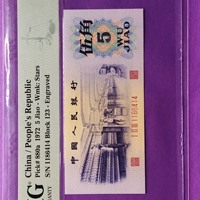 China / People's Republic
Pick# 880a 1972 5 Jiao - Wmk: Stars
S/N 1186414 Block 123 - Engraved
G
伍角
5
WU
JIAO
中国人民银行
1186414